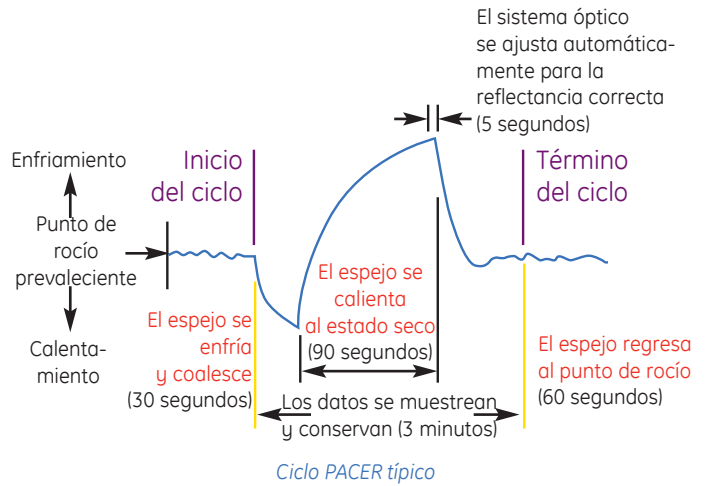 El sistema óptico
se ajusta automática-
mente para la
reflectancia correcta
(5 segundos)
Enfriamiento
Inicio
del ciclo
Término
del ciclo
Punto de
rocío
prevaleciente
Calenta-
miento
El espejo se
enfría
y coalesce
(30 segundos)
El espejo se
calienta
al estado seco
(90 segundos)
El espejo regresa
al punto de rocío
(60 segundos)
Los datos se muestrean
y conservan (3 minutos)
Ciclo PACER típico